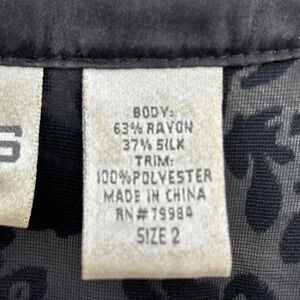 S
BODY:
63% RAYON
37% SILK
TRIM:
100% POLYESTER
MADE IN CHINA
RN# 79984
SIZE 2